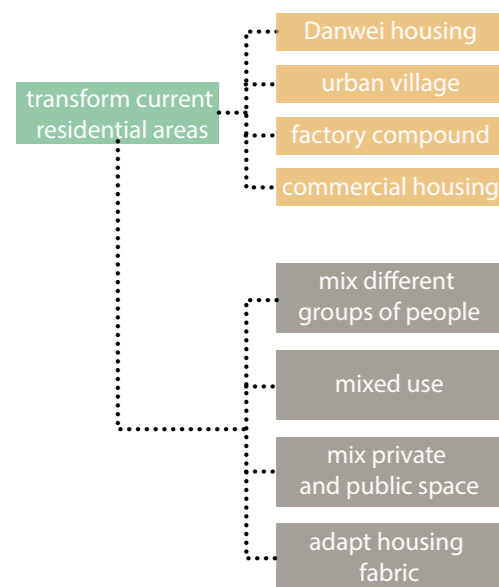 Danwei housing
urban village
transform current
residential areas
factory compound
commercial housing
mix different
groups of people
mixed use
mix private
and public space
adapt housing
fabric